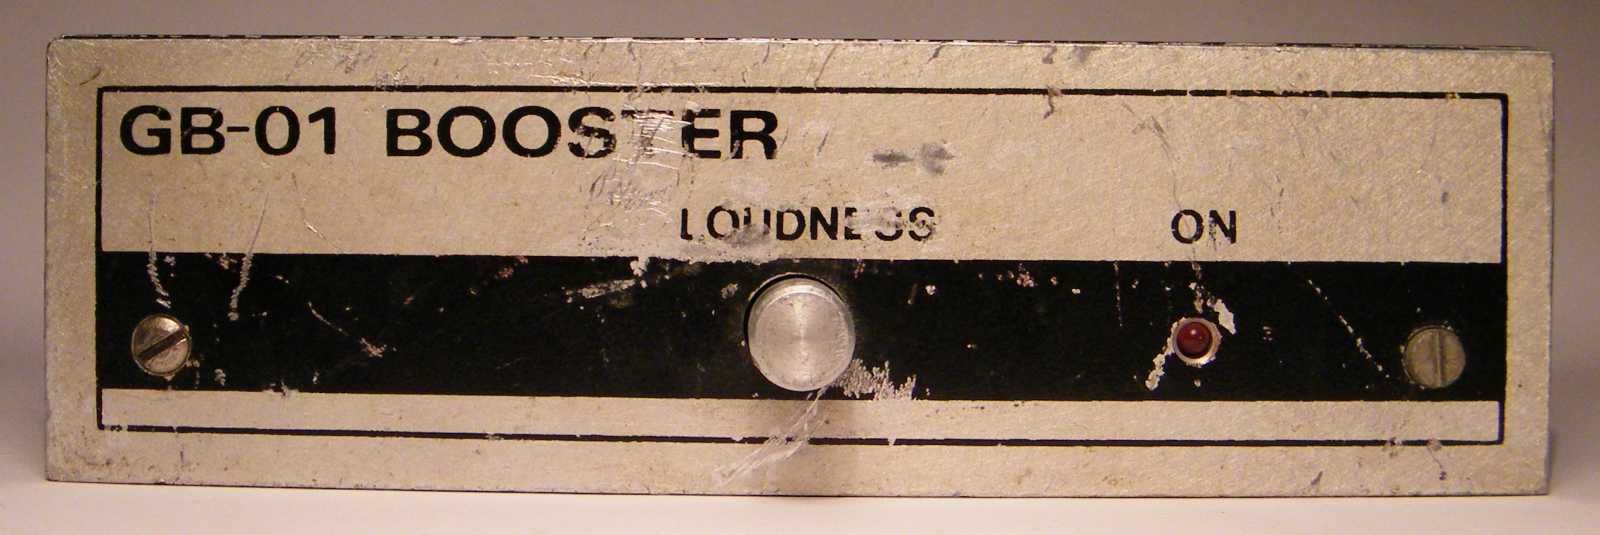 GB-01 BOOSTER
LOUDNESS
ON